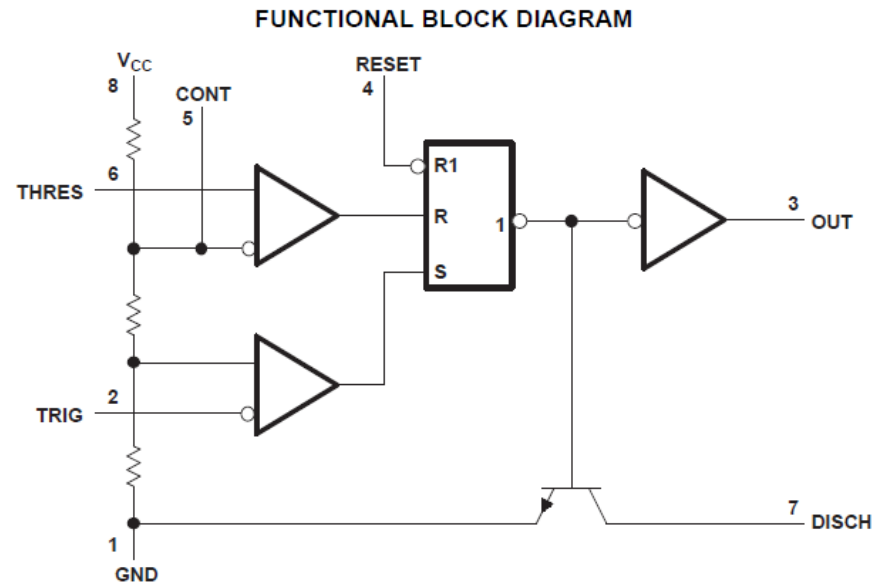 FUNCTIONAL BLOCK DIAGRAM
VCC
8
CONT
5
RESET
4
6
THRES
R1
R
1
S
3
OUT
2
TRIG
7
DISCH
1
GND